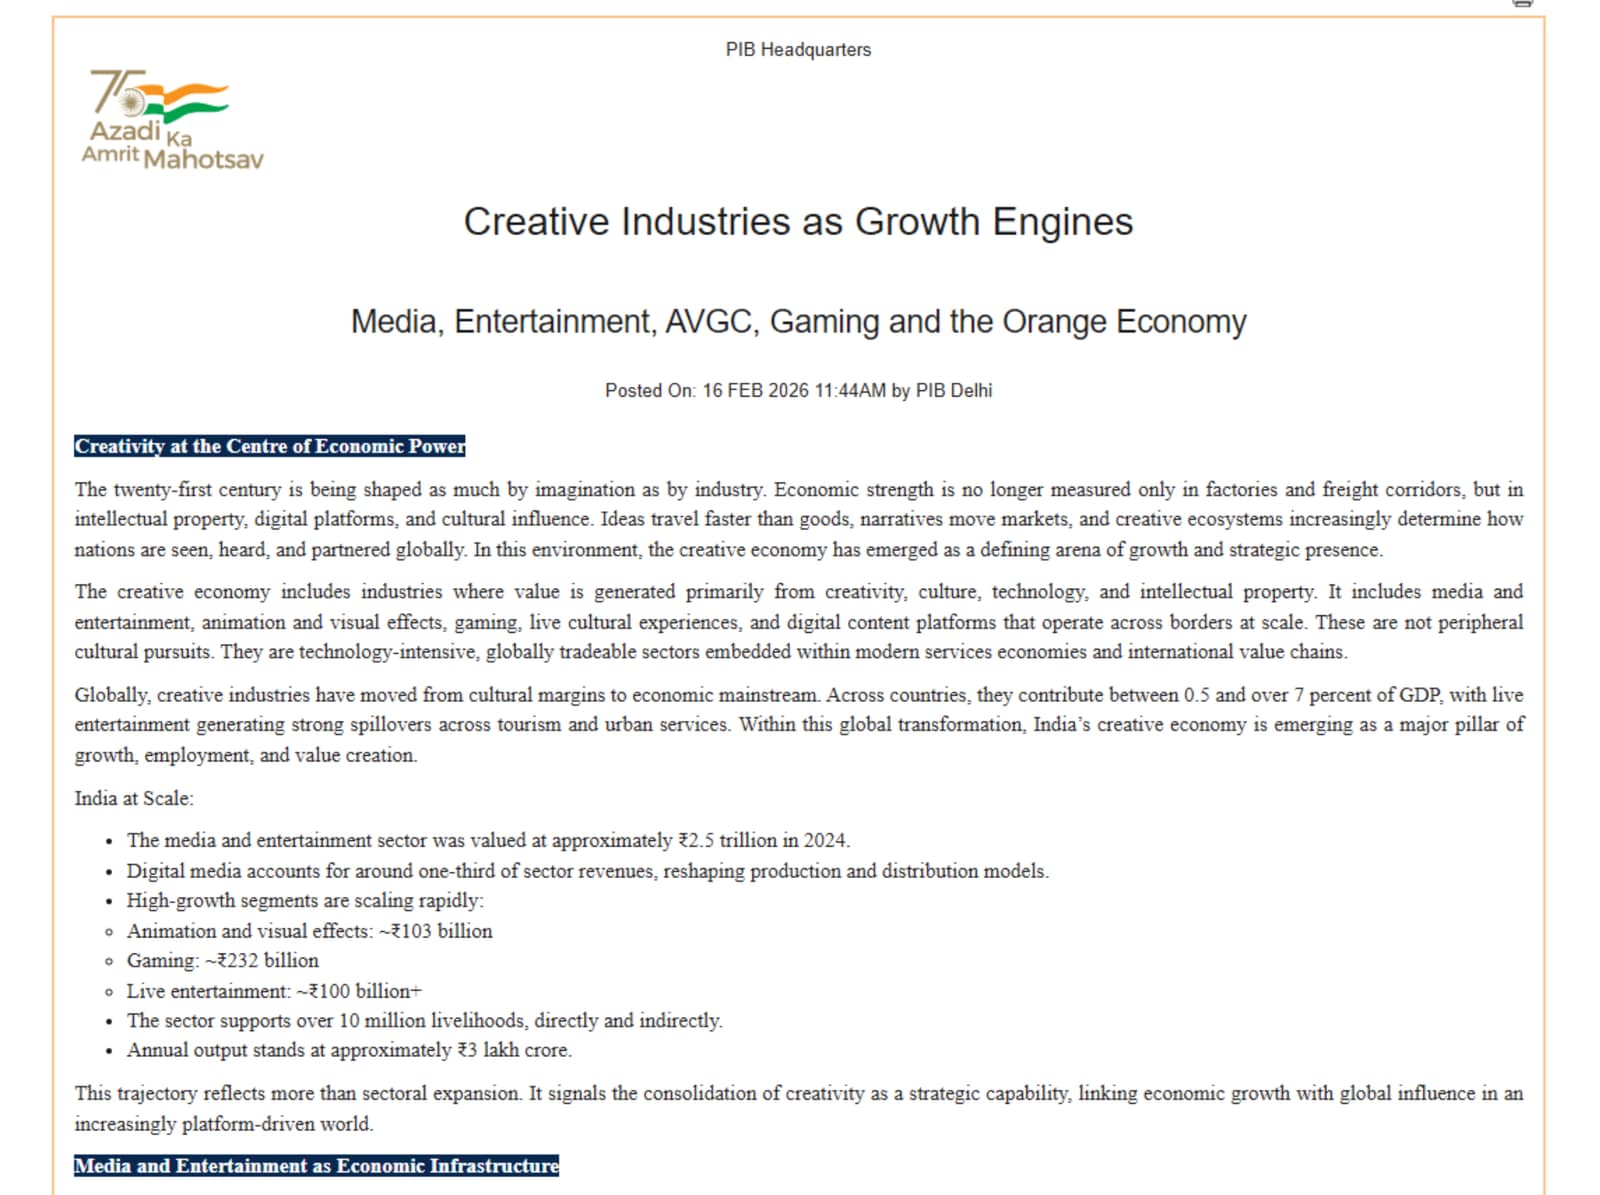 PIB Headquarters
75
Azadi Ka
Amrit Mahotsav
Creative Industries as Growth Engines
Media, Entertainment, AVGC, Gaming and the Orange Economy
Posted On: 16 FEB 2026 11:44AM by PIB Delhi
Creativity at the Centre of Economic Power
The twenty-first century is being shaped as much by imagination as by industry. Economic strength is no longer measured only in factories and freight corridors, but in
intellectual property, digital platforms, and cultural influence. Ideas travel faster than goods, narratives move markets, and creative ecosystems increasingly determine how
nations are seen, heard, and partnered globally. In this environment, the creative economy has emerged as a defining arena of growth and strategic presence.
The creative economy includes industries where value is generated primarily from creativity, culture, technology, and intellectual property. It includes media and
entertainment, animation and visual effects, gaming, live cultural experiences, and digital content platforms that operate across borders at scale. These are not peripheral
cultural pursuits. They are technology-intensive, globally tradeable sectors embedded within modern services economies and international value chains.
Globally, creative industries have moved from cultural margins to economic mainstream. Across countries, they contribute between 0.5 and over 7 percent of GDP, with live
entertainment generating strong spillovers across tourism and urban services. Within this global transformation, India's creative economy is emerging as a major pillar of
growth, employment, and value creation.
India at Scale:
• The media and entertainment sector was valued at approximately ₹2.5 trillion in 2024.
• Digital media accounts for around one-third of sector revenues, reshaping production and distribution models.
• High-growth segments are scaling rapidly:
◦ Animation and visual effects: ~₹103 billion
◦ Gaming: ~₹232 billion
◦ Live entertainment: ~₹100 billion+
• The sector supports over 10 million livelihoods, directly and indirectly.
• Annual output stands at approximately ₹3 lakh crore.
This trajectory reflects more than sectoral expansion. It signals the consolidation of creativity as a strategic capability, linking economic growth with global influence in an
increasingly platform-driven world.
Media and Entertainment as Economic Infrastructure